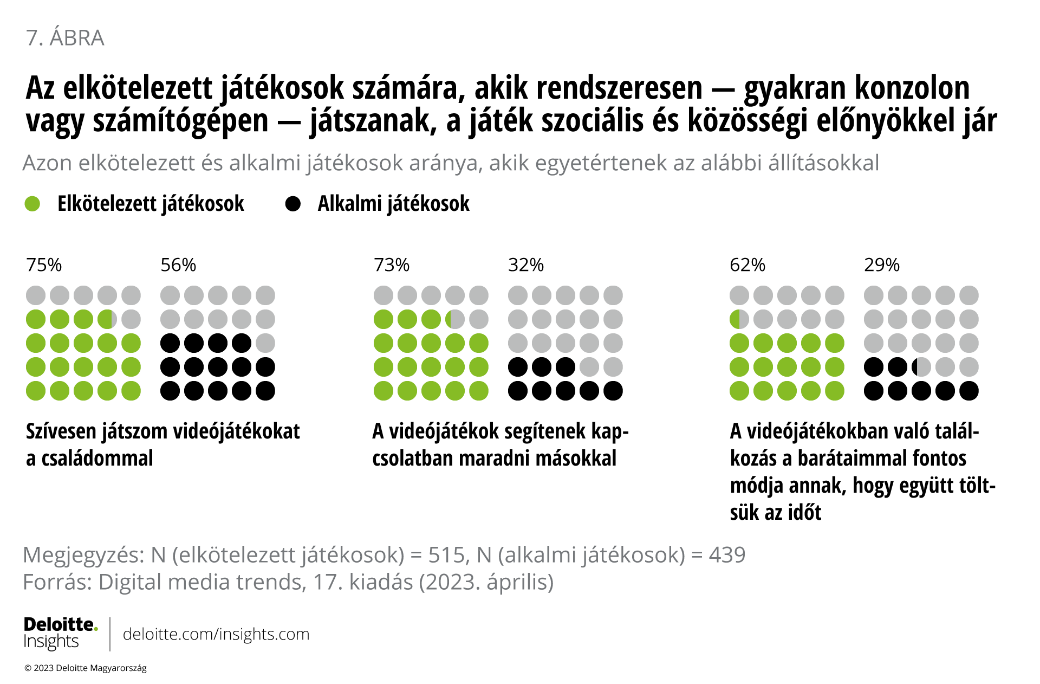 7. ÁBRA
Az elkötelezett játékosok számára, akik rendszeresen — gyakran konzolon
vagy számítógépen — játszanak, a játék szociális és közösségi előnyökkel jár
Azon elkötelezett és alkalmi játékosok aránya, akik egyetértenek az alábbi állításokkal
Elkötelezett játékosok Alkalmi játékosok
75% 56%
Szívesen játszom videójátékokat
a családommal
73% 32%
A videójátékok segítenek kap-
csolatban maradni másokkal
62% 29%
A videójátékokban való talál-
kozás a barátaimmal fontos
módja annak, hogy együtt tölt-
sük az időt
Megjegyzés: N (elkötelezett játékosok) = 515, N (alkalmi játékosok) = 439
Forrás: Digital media trends, 17. kiadás (2023. április)
Deloitte.
Insights
deloitte.com/insights.com
© 2023 Deloitte Magyarország